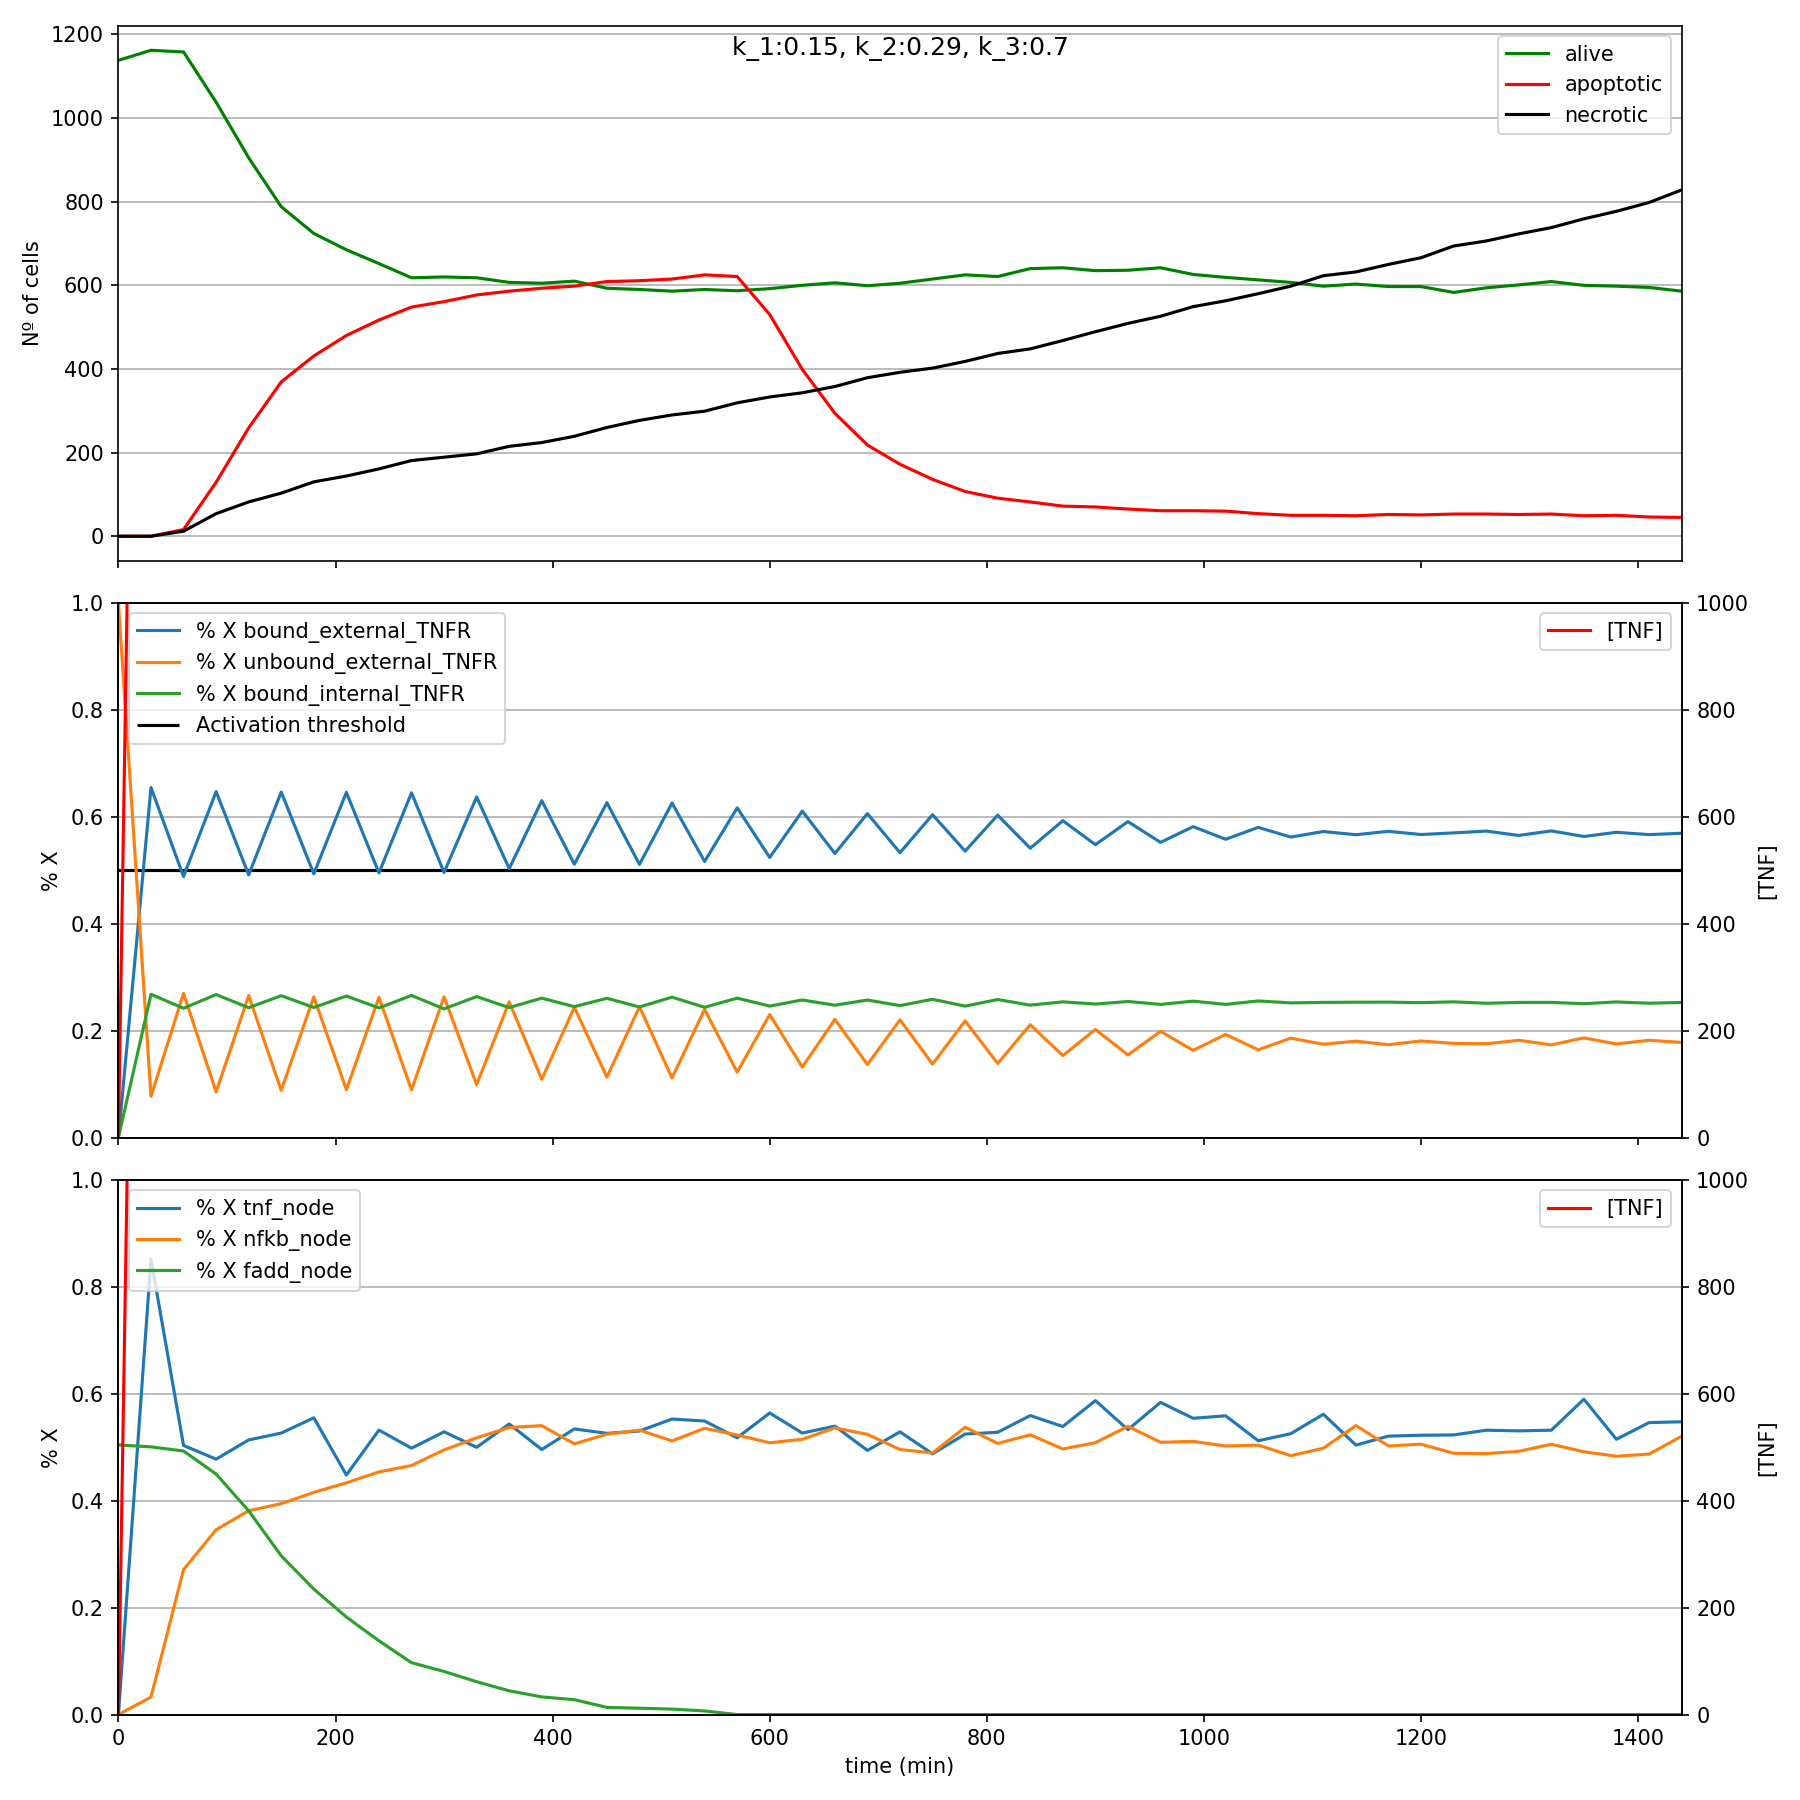 k_1:0.15, k_2:0.29, k_3:0.7
1200
1000
800
600
400
200
0
Nº of cells
alive
apoptotic
necrotic
1.0
0.8
0.6
0.4
0.2
0.0
% X
% X bound_external_TNFR
% X unbound_external_TNFR
% X bound_internal_TNFR
Activation threshold
[TNF]
1000
800
600
400
200
0
[TNF]
1.0
0.8
0.6
0.4
0.2
0.0
% X
% X tnf_node
% X nfkb_node
% X fadd_node
[TNF]
1000
800
600
400
200
0
[TNF]
0 200 400 600 800 1000 1200 1400
time (min)